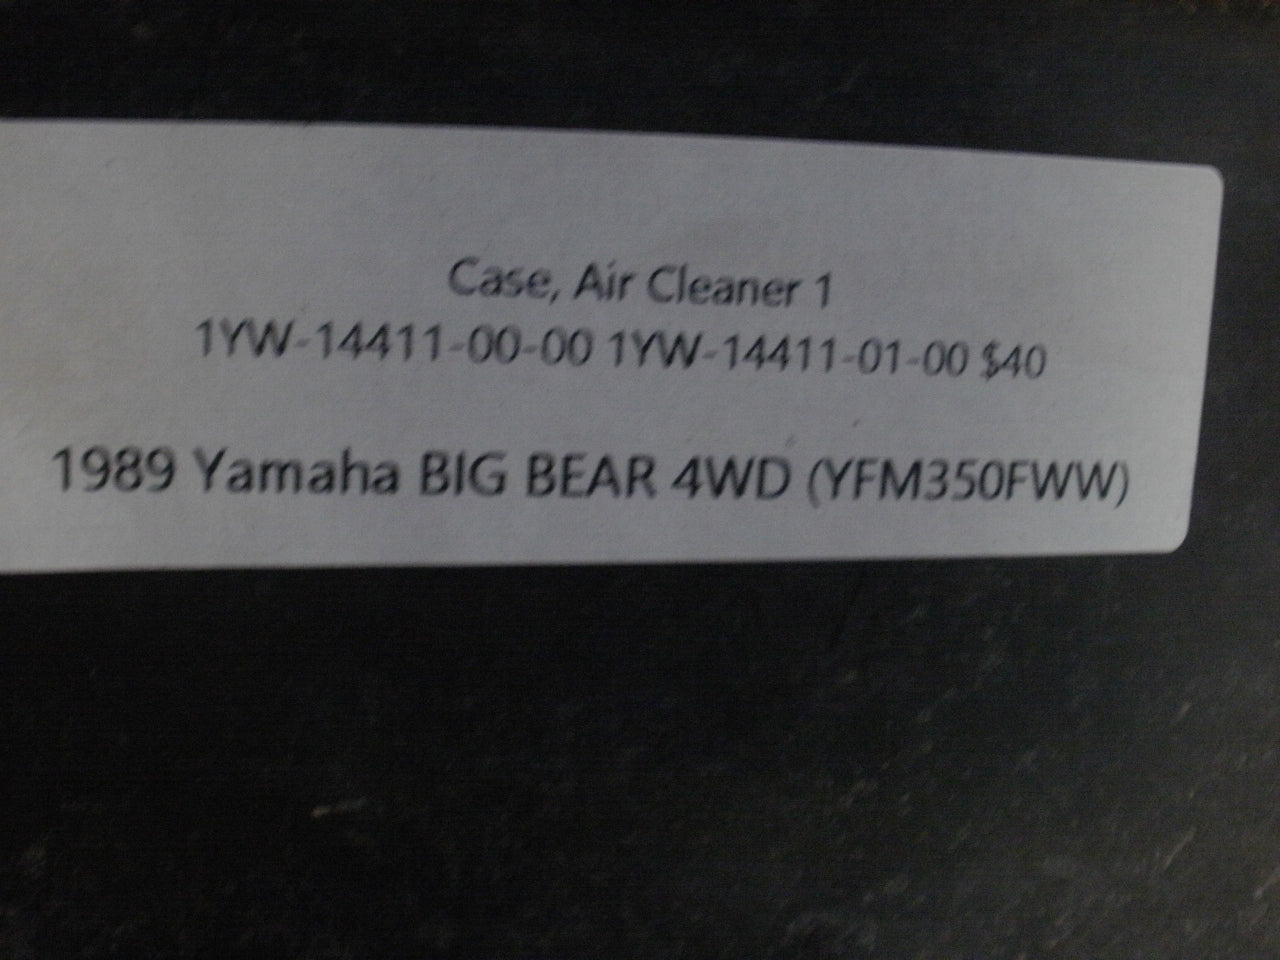 Case, Air Cleaner 1
1YW-14411-00-00 1YW-14411-01-00 $40
1989 Yamaha BIG BEAR 4WD (YFM350FWW)